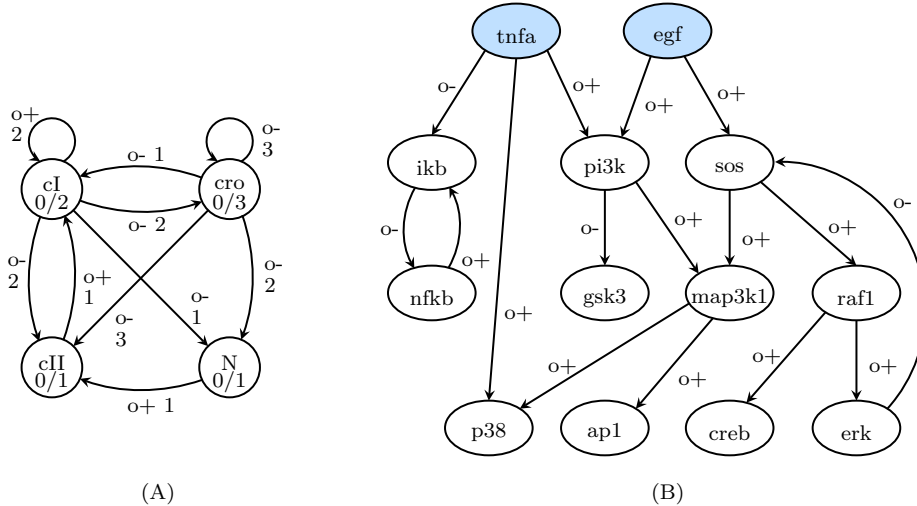 tnfa
egf
o+
2
o-
3
o- 1
o-
o+
o+
o+
cI
0/2
cro
0/3
ikb
pi3k
sos
o- 2
o-
2
o+
1
o-
1
o-
3
o-
2
o-
o+
o-
o+
o+
o+
o-
nfkb
gsk3
map3k1
raf1
o+
cII
0/1
N
0/1
o+ 1
o+
o+
o+
o+
p38
ap1
creb
erk
(A)
(B)